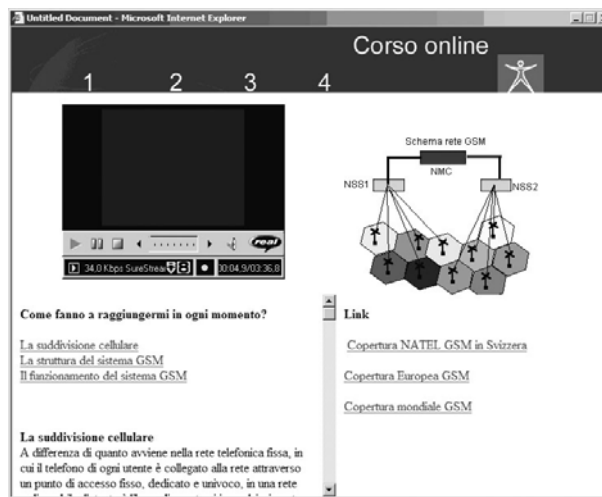 Untitled Document - Microsoft Internet Explorer
Corso online
1 2 3 4
Schema rete GSM
NMC
NSS1
NSS2
real
34,0 Kbps SureStream
00:04.9/03:36,8
Come fanno a raggiungermi in ogni momento?
La suddivisione cellulare
La struttura del sistema GSM
Il funzionamento del sistema GSM
La suddivisione cellulare
A differenza di quanto avviene nella rete telefonica fissa, in
cui il telefono di ogni utente è collegato alla rete attraverso
un punto di accesso fisso, dedicato e univoco, in una rete
Link
Copertura NATEL GSM in Svizzera
Copertura Europea GSM
Copertura mondiale GSM